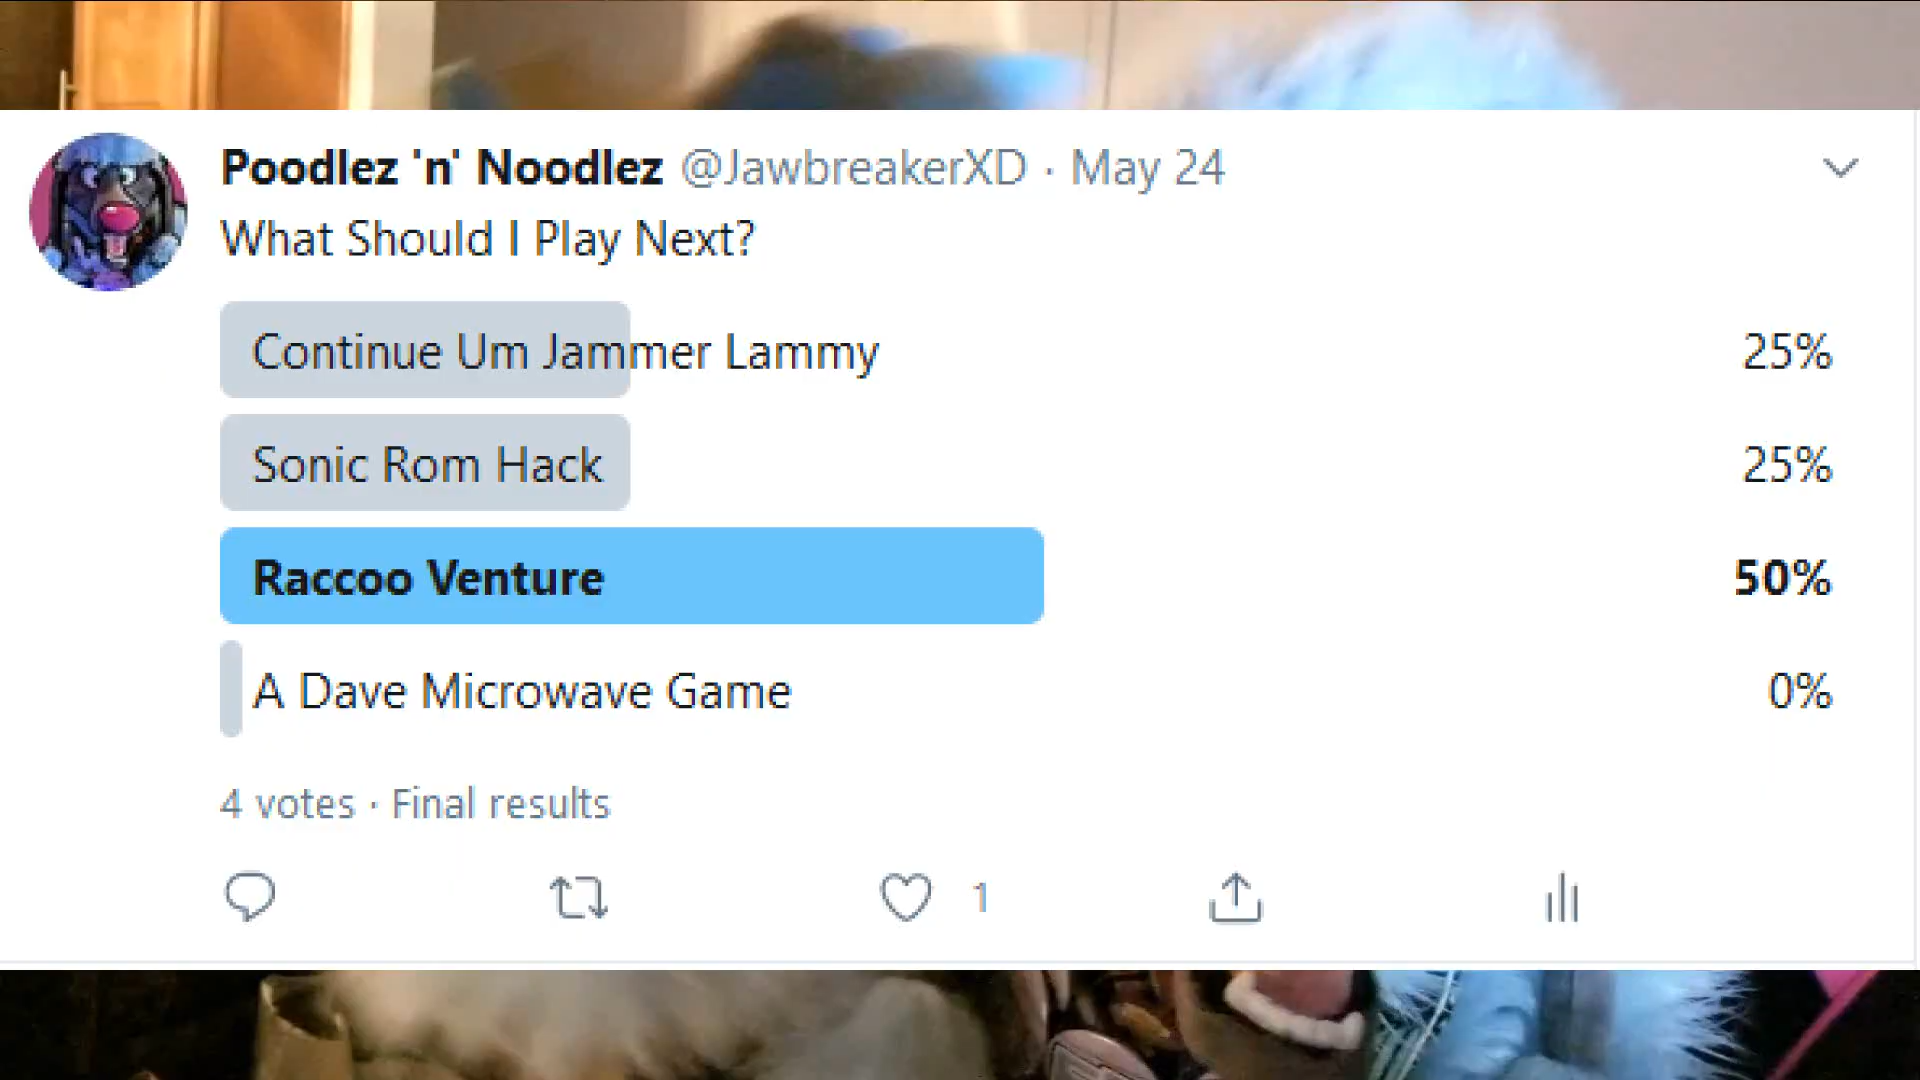 Poodlez 'n' Noodlez @JawbreakerXD · May 24
What Should I Play Next?
Continue Um Jammer Lammy 25%
Sonic Rom Hack 25%
Raccoo Venture 50%
A Dave Microwave Game 0%
4 votes · Final results
1